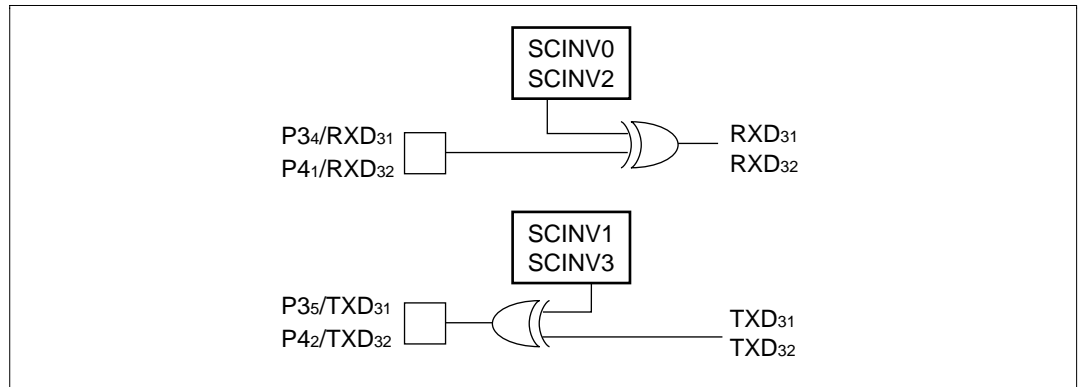 SCINV0
SCINV2
P3₄/RXD₃₁
P4₁/RXD₃₂
RXD₃₁
RXD₃₂
SCINV1
SCINV3
P3₅/TXD₃₁
P4₂/TXD₃₂
TXD₃₁
TXD₃₂